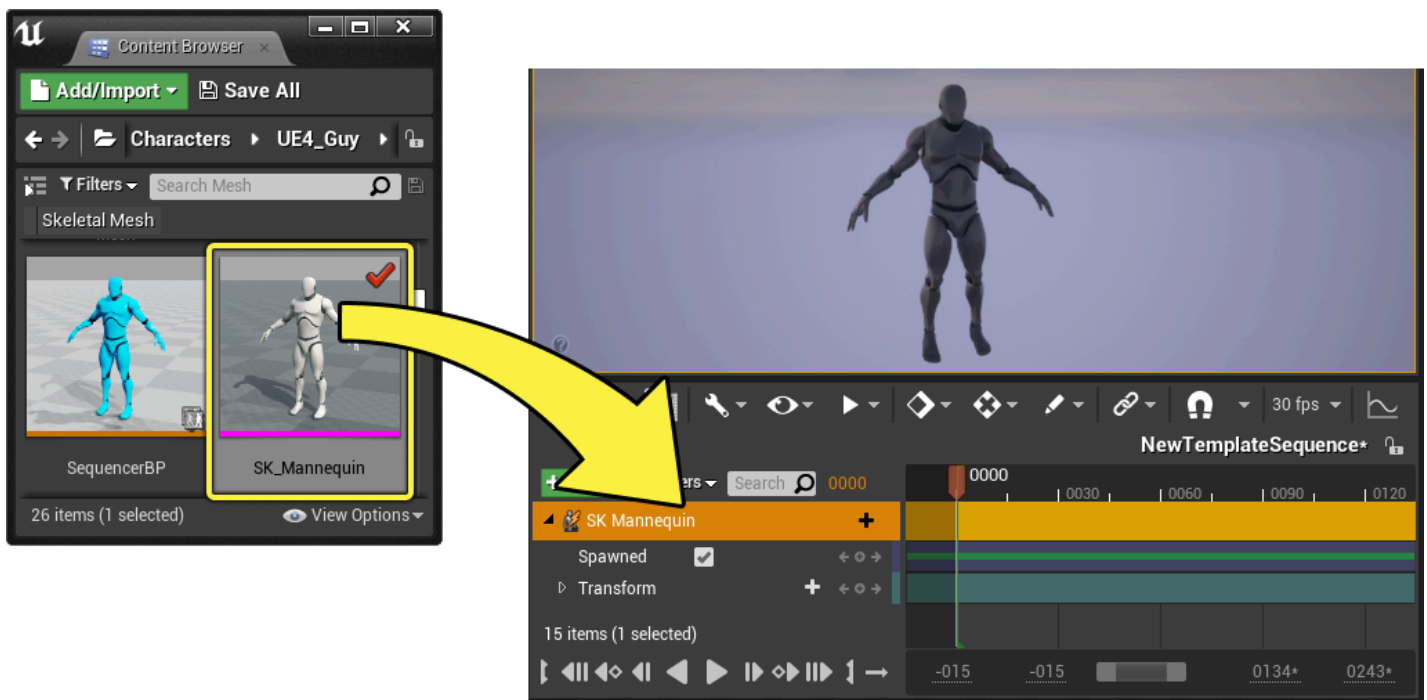 Content Browser
Add/Import
Save All
Characters
UE4_Guy
Filters
Search Mesh
Skeletal Mesh
SequencerBP
SK_Mannequin
26 items (1 selected)
View Options
30 fps
NewTemplateSequence*
Search
0000
0000
0030
0060
0090
0120
SK Mannequin
Spawned
Transform
15 items (1 selected)
-015
-015
0134*
0243*